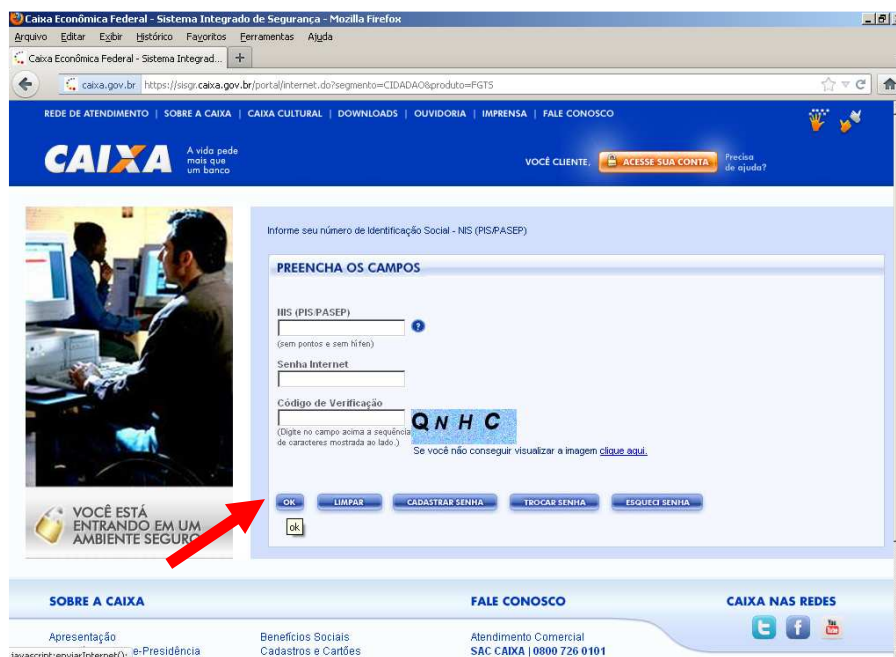 Caixa Econômica Federal - Sistema Integrado de Segurança - Mozilla Firefox
Arquivo Editar Exibir Histórico Favoritos Ferramentas Ajuda
Caixa Econômica Federal - Sistema Integrad... +
caixa.gov.br https://sisgr.caixa.gov.br/portal/internet.do?segmento=CIDADAO&produto=FGTS
REDE DE ATENDIMENTO | SOBRE A CAIXA | CAIXA CULTURAL | DOWNLOADS | OUVIDORIA | IMPRENSA | FALE CONOSCO
CAIXA
A vida pede
mais que
um banco
VOCÊ CLIENTE, ACESSE SUA CONTA
Precisa
de ajuda?
Informe seu número de Identificação Social - NIS (PIS/PASEP)
PREENCHA OS CAMPOS
NIS (PIS/PASEP)
?
(sem pontos e sem hífen)
Senha Internet
Código de Verificação
(Digite no campo acima a sequência
de caracteres mostrada ao lado.)
Q N H C
Se você não conseguir visualizar a imagem clique aqui.
OK LIMPAR CADASTRAR SENHA TROCAR SENHA ESQUECI SENHA
ok
VOCÊ ESTÁ
ENTRANDO EM UM
AMBIENTE SEGURO
SOBRE A CAIXA FALE CONOSCO CAIXA NAS REDES
Apresentação Benefícios Sociais Atendimento Comercial
e-Presidência Cadastros e Cartões SAC CAIXA | 0800 726 0101
javascript:enviarInternet();